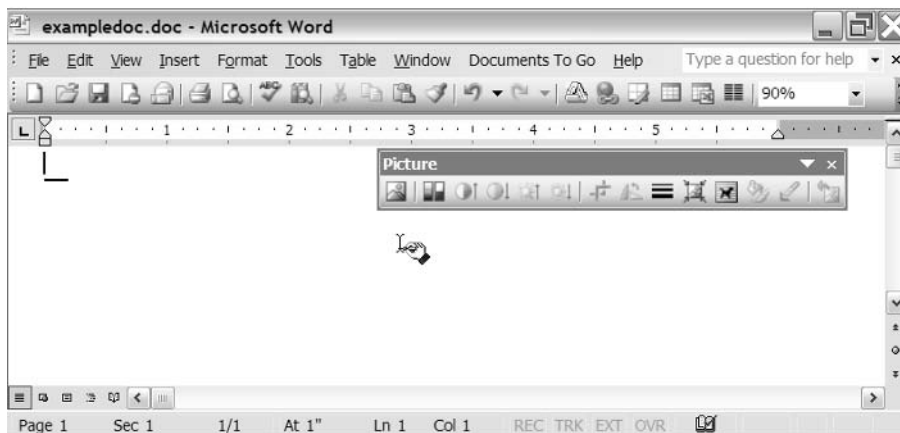 exampledoc.doc - Microsoft Word
File Edit View Insert Format Tools Table Window Documents To Go Help Type a question for help
90%
1 2 3 4 5
Picture
Page 1 Sec 1 1/1 At 1" Ln 1 Col 1 REC TRK EXT OVR